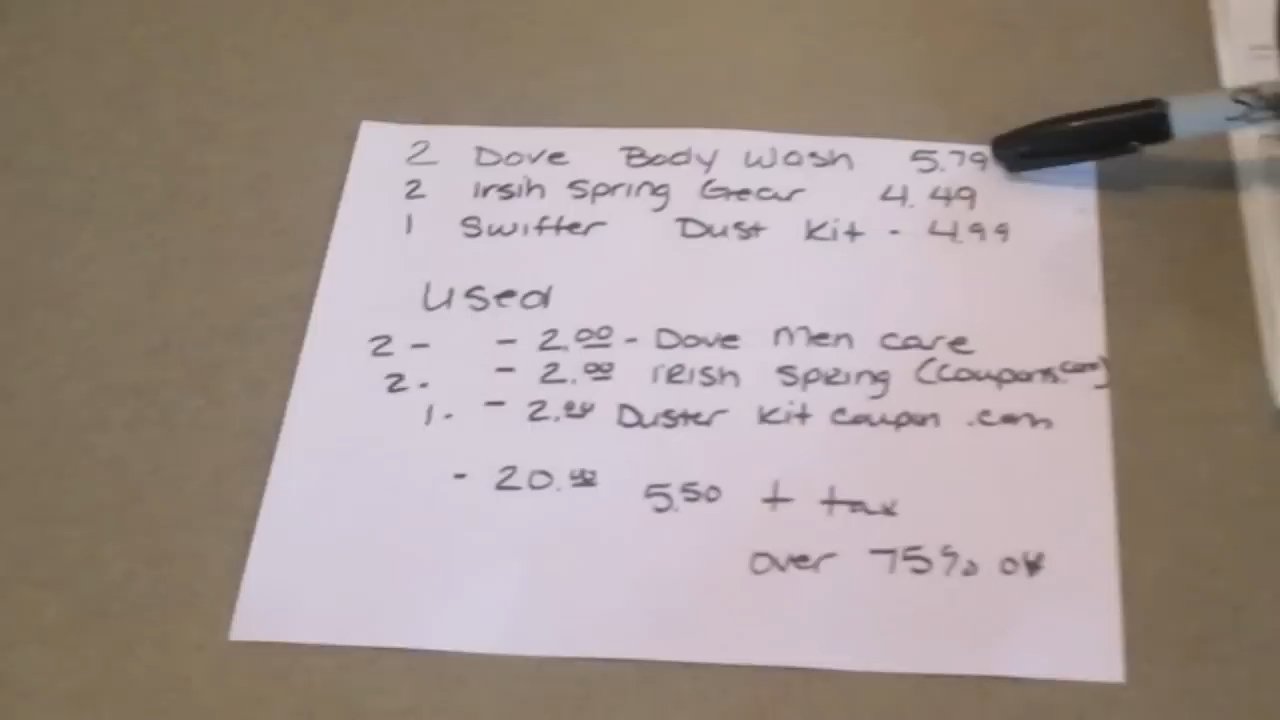 2 Dove Body Wash 5.79
2 Irsih Spring Gear 4.49
1 Swifter Dust Kit - 4.99
Used
2 - - 2.00 - Dove Men care
2. - 2.00 Irish Spring (Coupons.com)
1. - 2.00 Duster Kit Coupon .com
- 20.00
5.50 + tax
over 75% off